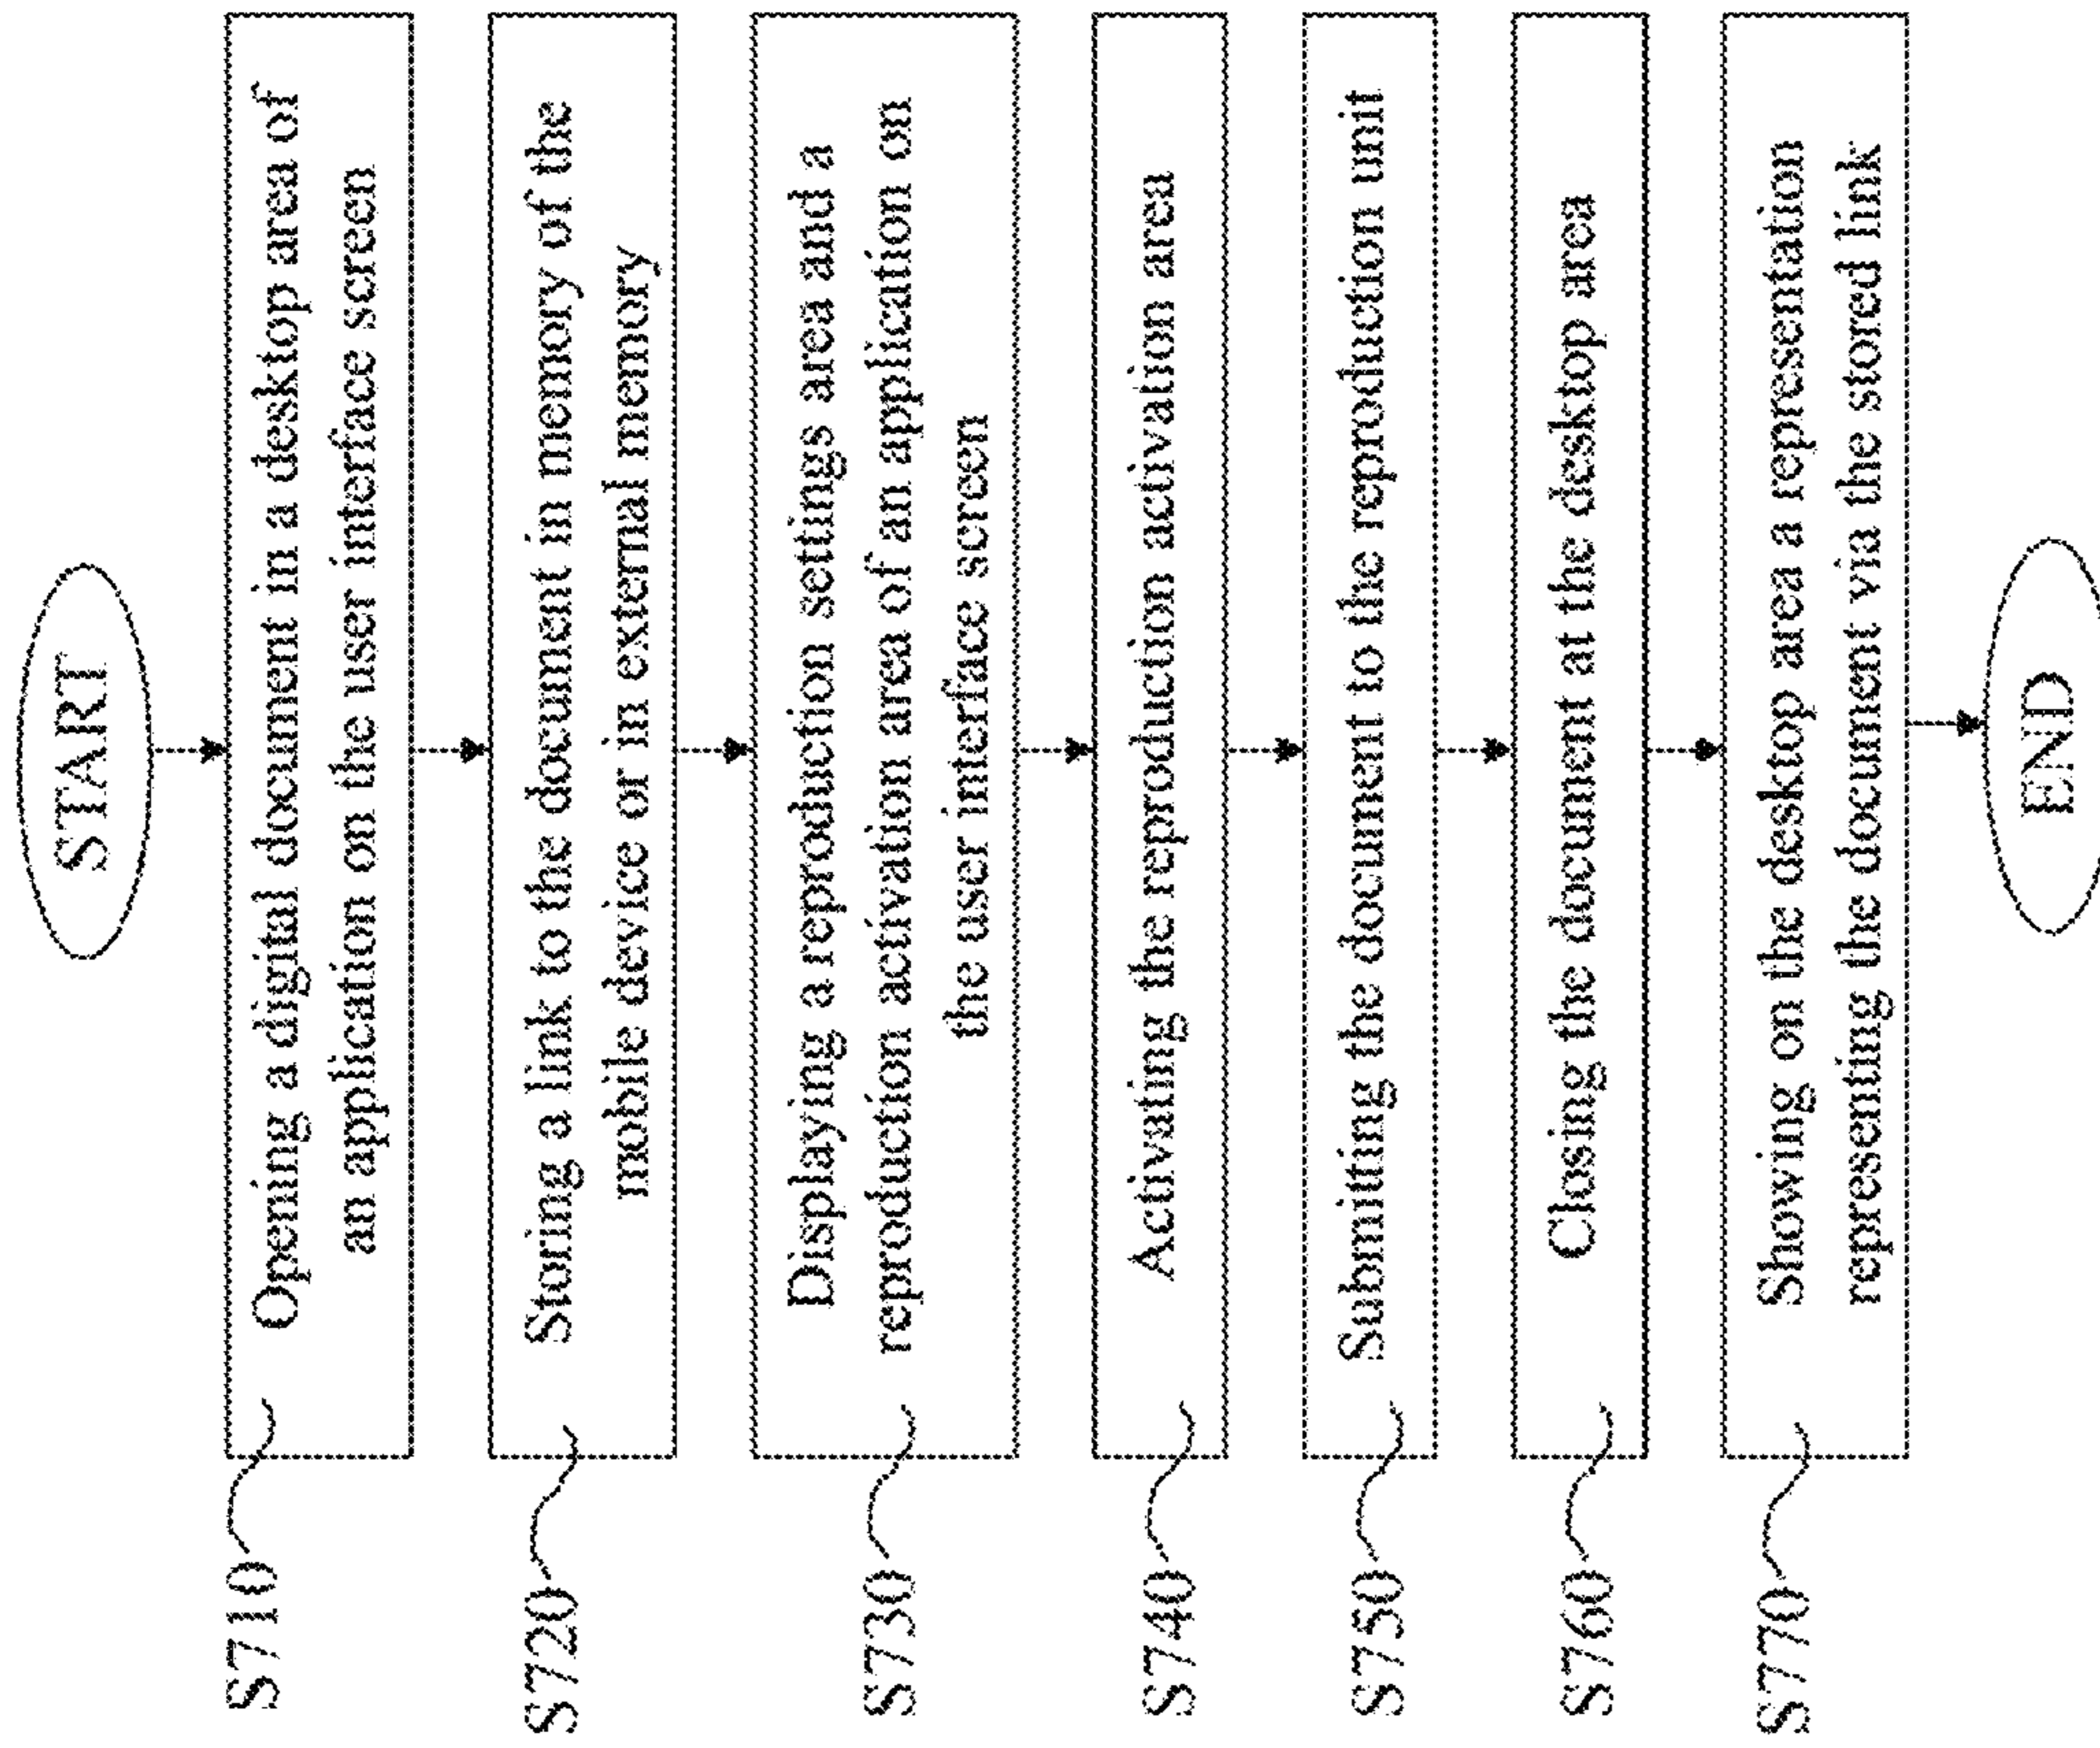 START
S710
Opening a digital document in a desktop area of
an application on the user interface screen
S720
Storing a link to the document in memory of the
mobile device or in external memory
S730
Displaying a reproduction settings area and a
reproduction activation area of an application on
the user interface screen
S740
Activating the reproduction activation area
S750
Submitting the document to the reproduction unit
S760
Closing the document at the desktop area
S770
Showing on the desktop area a representation
representing the document via the stored link
END